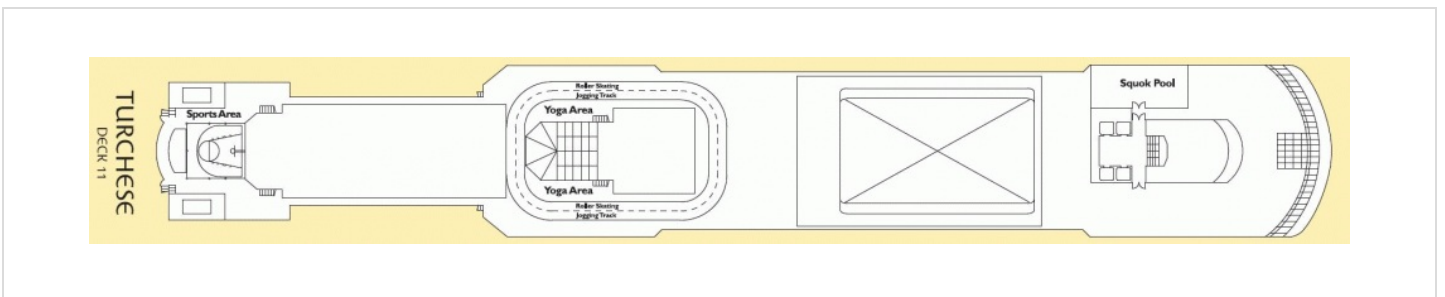 TURCHESE
DECK 11
Sports Area
Roller Skating
Jogging Track
Yoga Area
Yoga Area
Roller Skating
Jogging Track
Squok Pool